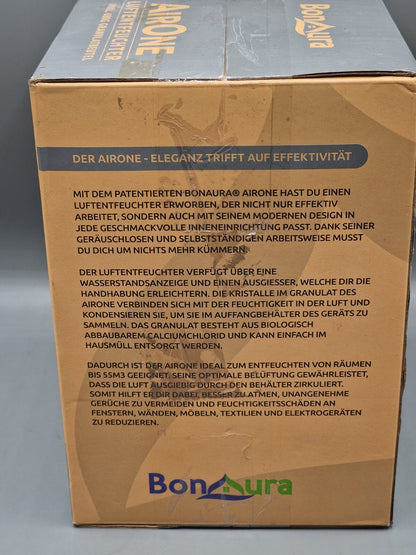 AIRONE
LUFTENTFEUCHTER
INKL. 40OG GRANULATBEUTEL
BonAura
DER AIRONE - ELEGANZ TRIFFT AUF EFFEKTIVITÄT
MIT DEM PATENTIERTEN BONAURA® AIRONE HAST DU EINEN
LUFTENTFEUCHTER ERWORBEN, DER NICHT NUR EFFEKTIV
ARBEITET, SONDERN AUCH MIT SEINEM MODERNEN DESIGN IN
JEDE GESCHMACKVOLLE INNENEINRICHTUNG PASST. DANK SEINER
GERÄUSCHLOSEN UND SELBSTSTÄNDIGEN ARBEITSWEISE MUSST
DU DICH UM NICHTS MEHR KÜMMERN.
DER LUFTENTFEUCHTER VERFÜGT ÜBER EINE
WASSERSTANDSANZEIGE UND EINEN AUSGIESSER, WELCHE DIR DIE
HANDHABUNG ERLEICHTERN. DIE KRISTALLE IM GRANULAT DES
AIRONE VERBINDEN SICH MIT DER FEUCHTIGKEIT IN DER LUFT UND
KONDENSIEREN SIE, UM SIE IM AUFFANGBEHÄLTER DES GERÄTS ZU
SAMMELN. DAS GRANULAT BESTEHT AUS BIOLOGISCH
ABBAUBAREM CALCIUMCHLORID UND KANN EINFACH IM
HAUSMÜLL ENTSORGT WERDEN.
DADURCH IST DER AIRONE IDEAL ZUM ENTFEUCHTEN VON RÄUMEN
BIS 55M3 GEEIGNET. SEINE OPTIMALE BELÜFTUNG GEWÄHRLEISTET,
DASS DIE LUFT AUSGIEBIG DURCH DEN BEHÄLTER ZIRKULIERT.
SOMIT HILFT ER DIR DABEI, BESSER ZU ATMEN, UNANGENEHME
GERÜCHE ZU VERMEIDEN UND FEUCHTIGKEITSSCHÄDEN AN
FENSTERN, WÄNDEN, MÖBELN, TEXTILIEN UND ELEKTROGERÄTEN
ZU REDUZIEREN.
BonAura